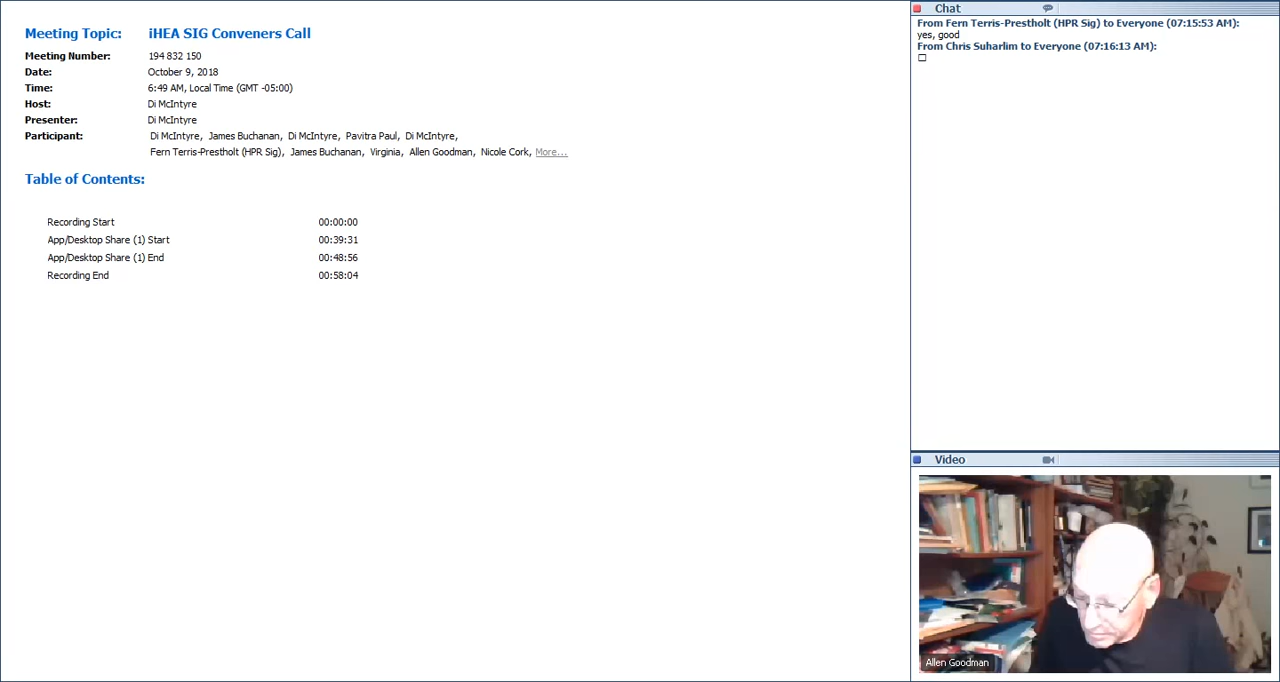 Meeting Topic: iHEA SIG Conveners Call
Meeting Number: 194 832 150
Date: October 9, 2018
Time: 6:49 AM, Local Time (GMT -05:00)
Host: Di McIntyre
Presenter: Di McIntyre
Participant: Di McIntyre, James Buchanan, Di McIntyre, Pavitra Paul, Di McIntyre,
Fern Terris-Prestholt (HPR Sig), James Buchanan, Virginia, Allen Goodman, Nicole Cork, More...
Table of Contents:
Recording Start 00:00:00
App/Desktop Share (1) Start 00:39:31
App/Desktop Share (1) End 00:48:56
Recording End 00:58:04
Chat
From Fern Terris-Prestholt (HPR Sig) to Everyone (07:15:53 AM):
yes, good
From Chris Suharlim to Everyone (07:16:13 AM):
Video
Allen Goodman